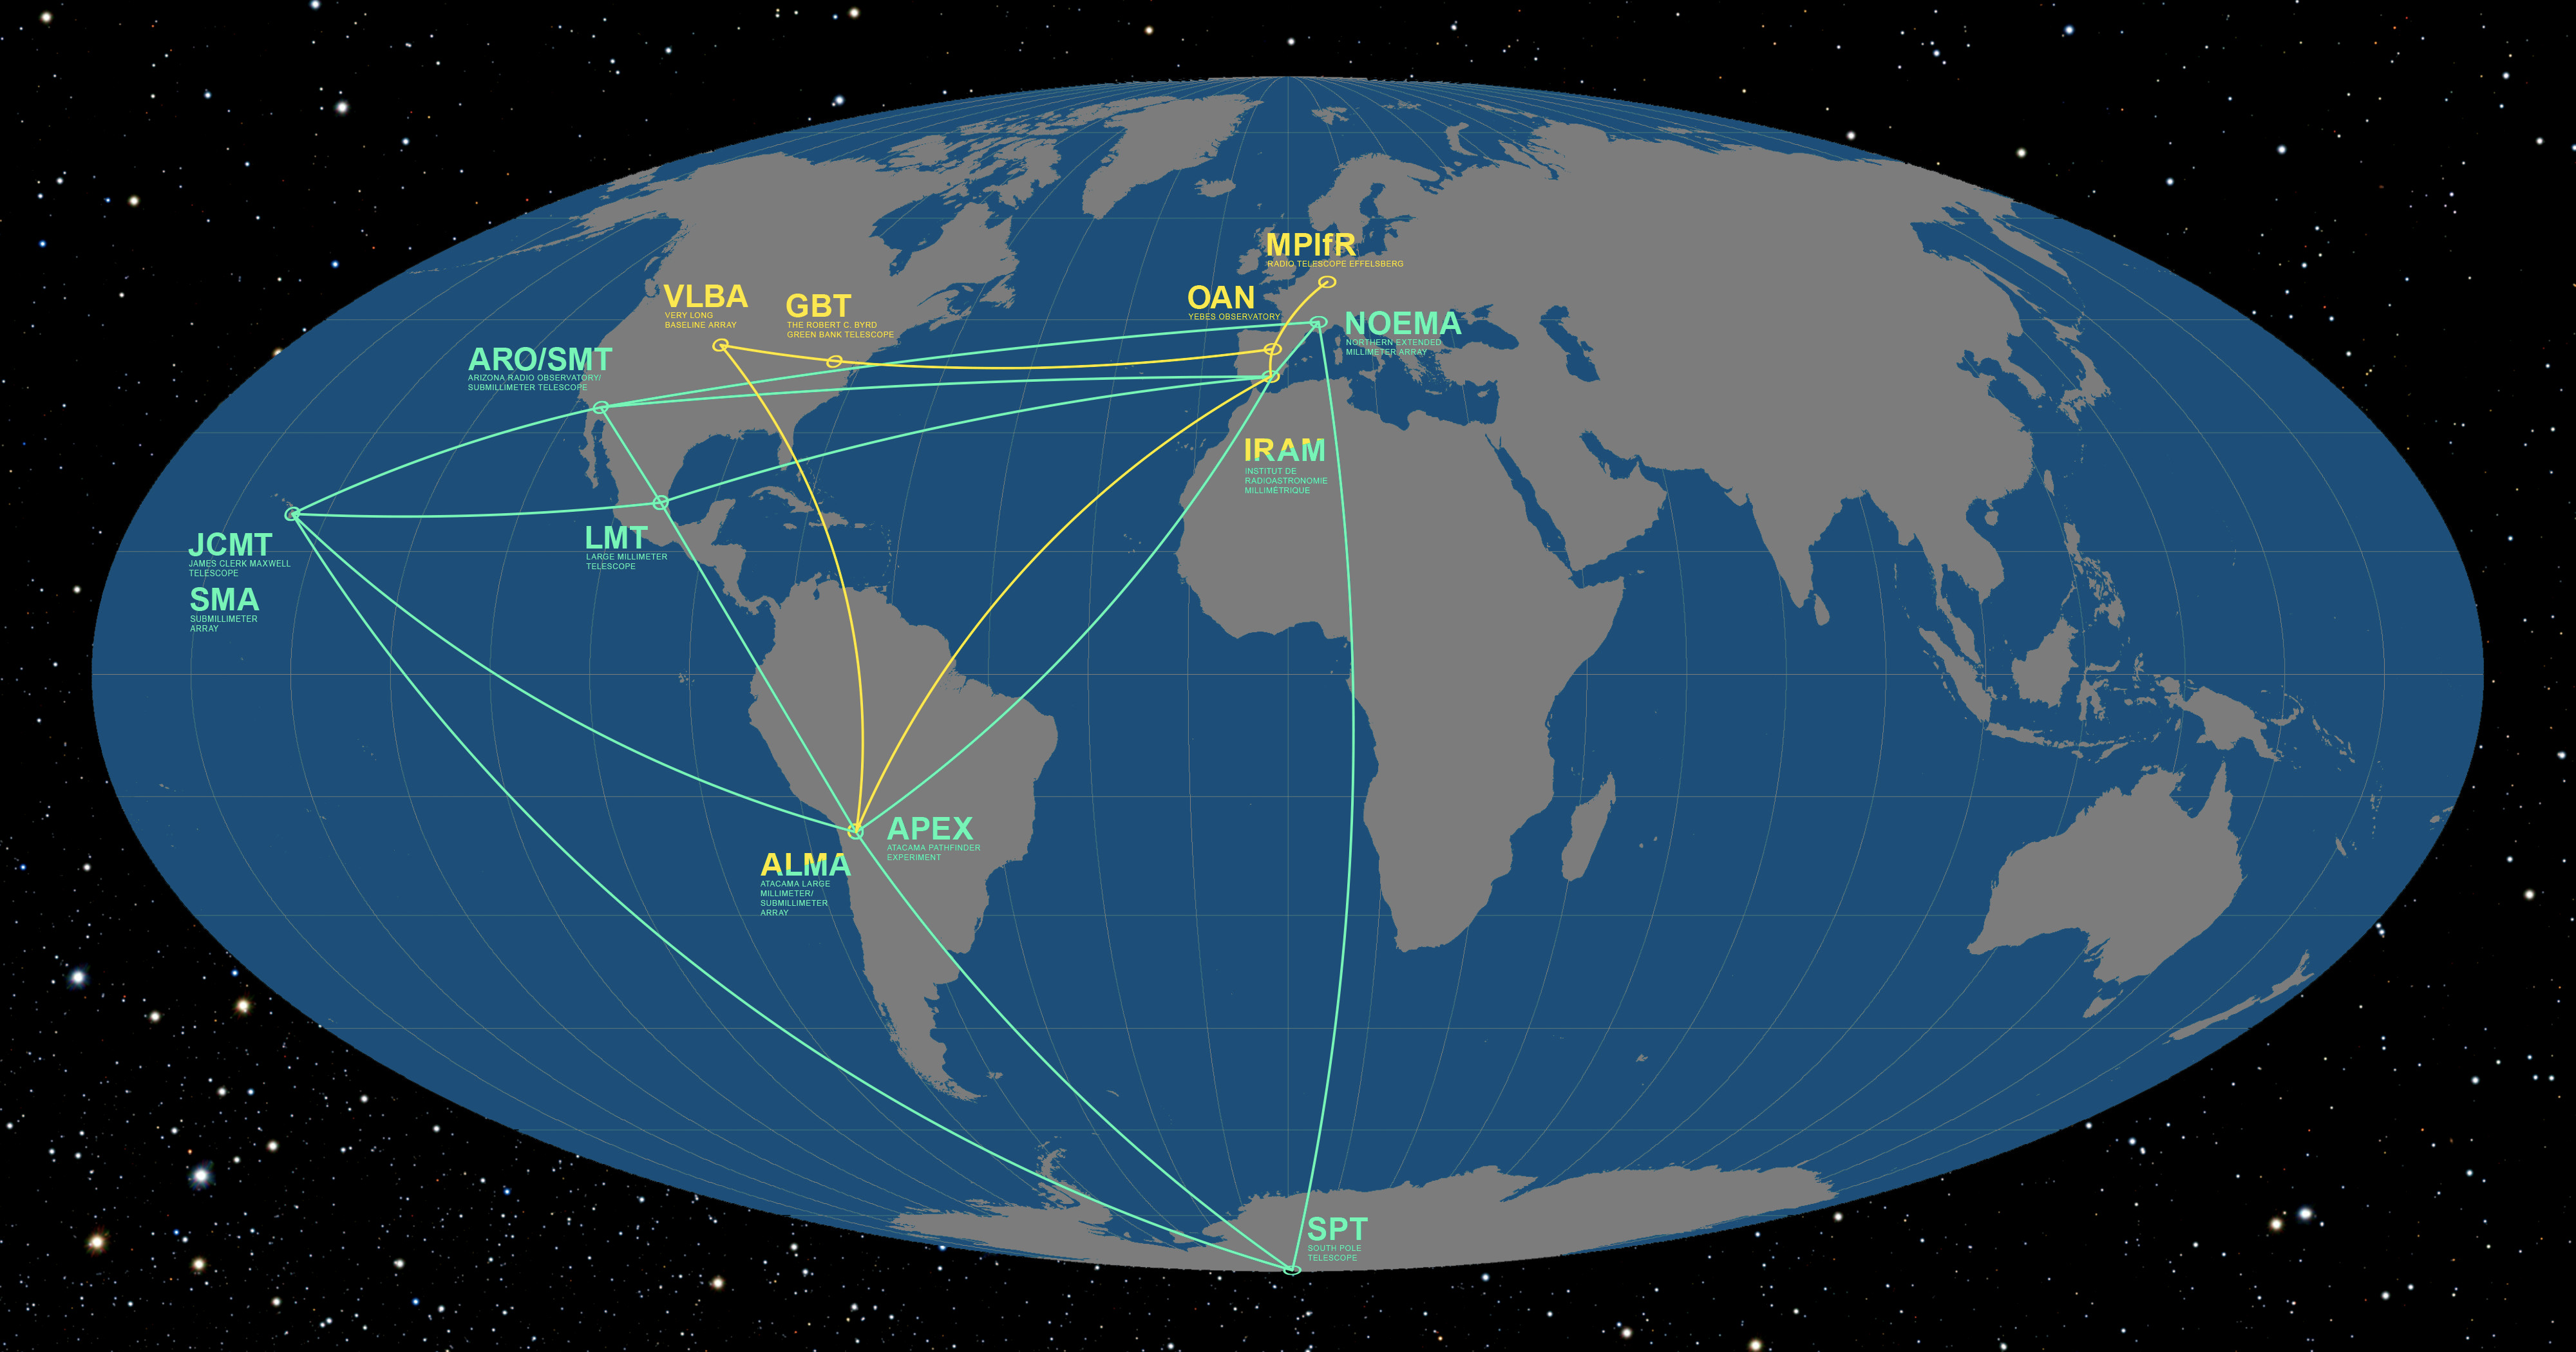 MPIfR
RADIO TELESCOPE EFFELSBERG
VLBA
VERY LONG
BASELINE ARRAY
GBT
THE ROBERT C. BYRD
GREEN BANK TELESCOPE
OAN
YEBES OBSERVATORY
NOEMA
NORTHERN EXTENDED
MILLIMETER ARRAY
ARO/SMT
ARIZONA RADIO OBSERVATORY/
SUBMILLIMETER TELESCOPE
IRAM
INSTITUT DE
RADIOASTRONOMIE
MILLIMÉTRIQUE
JCMT
JAMES CLERK MAXWELL
TELESCOPE
SMA
SUBMILLIMETER
ARRAY
LMT
LARGE MILLIMETER
TELESCOPE
APEX
ATACAMA PATHFINDER
EXPERIMENT
ALMA
ATACAMA LARGE
MILLIMETER/
SUBMILLIMETER
ARRAY
SPT
SOUTH POLE
TELESCOPE